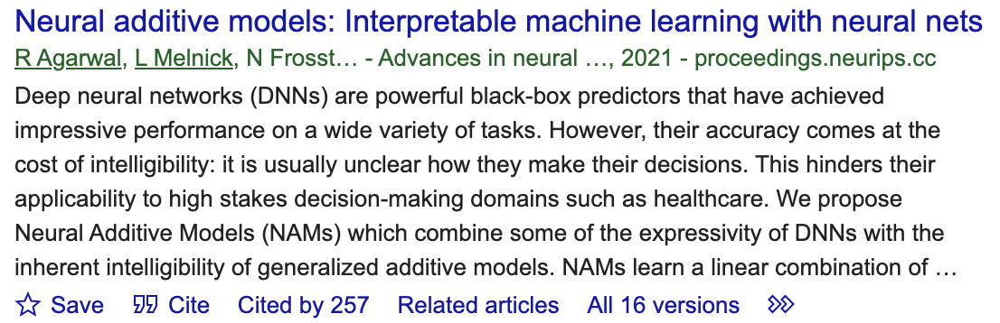 Neural additive models: Interpretable machine learning with neural nets
R Agarwal, L Melnick, N Frosst… - Advances in neural …, 2021 - proceedings.neurips.cc
Deep neural networks (DNNs) are powerful black-box predictors that have achieved
impressive performance on a wide variety of tasks. However, their accuracy comes at the
cost of intelligibility: it is usually unclear how they make their decisions. This hinders their
applicability to high stakes decision-making domains such as healthcare. We propose
Neural Additive Models (NAMs) which combine some of the expressivity of DNNs with the
inherent intelligibility of generalized additive models. NAMs learn a linear combination of …
Save Cite Cited by 257 Related articles All 16 versions